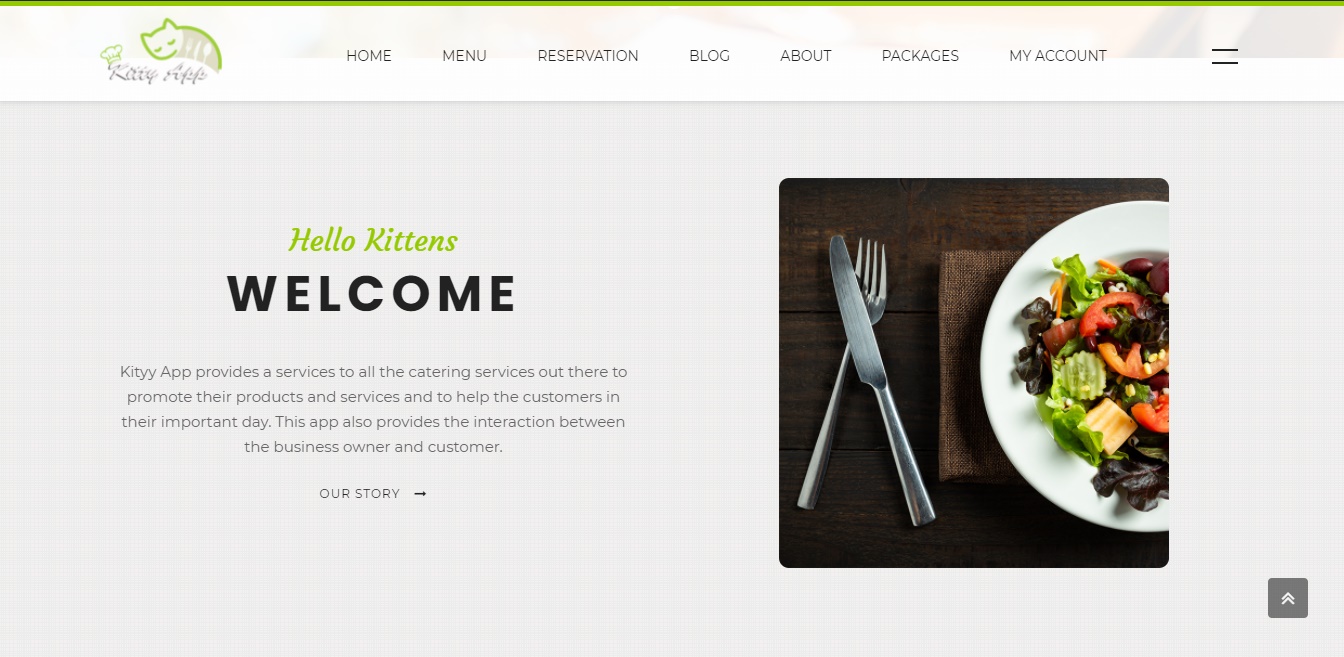 Kitty App
HOME MENU RESERVATION BLOG ABOUT PACKAGES MY ACCOUNT
Hello Kittens
WELCOME
Kityy App provides a services to all the catering services out there to
promote their products and services and to help the customers in
their important day. This app also provides the interaction between
the business owner and customer.
OUR STORY